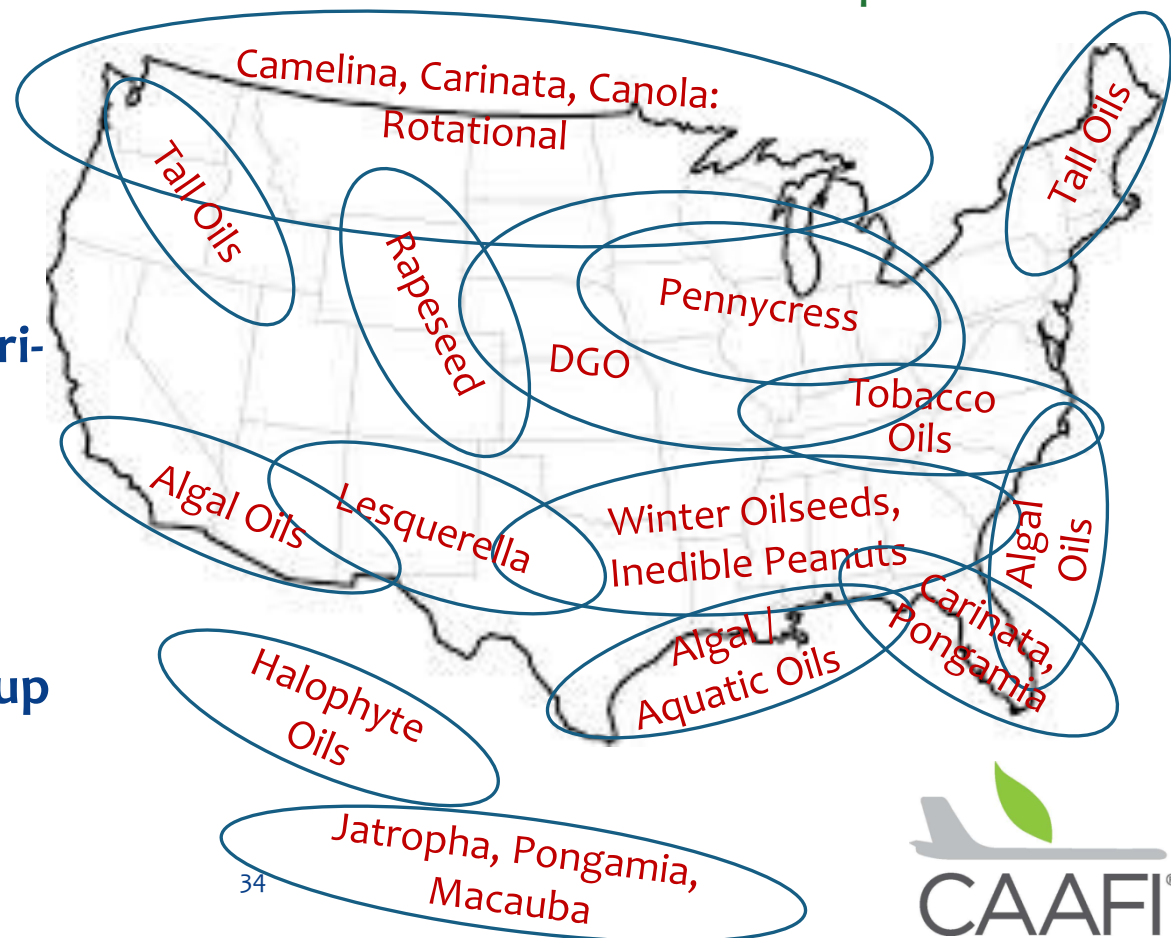 Camelina, Carinata, Canola:
Rotational
Tall Oils
Tall Oils
Rapeseed
Pennycress
ri-
DGO
Tobacco
Oils
Algal Oils
Lesquerella
Winter Oilseeds,
Inedible Peanuts
Algal
Oils
Carinata,
Pongamia
Algal /
Aquatic Oils
Halophyte
Oils
up
Jatropha, Pongamia,
Macauba
34
CAAFI®